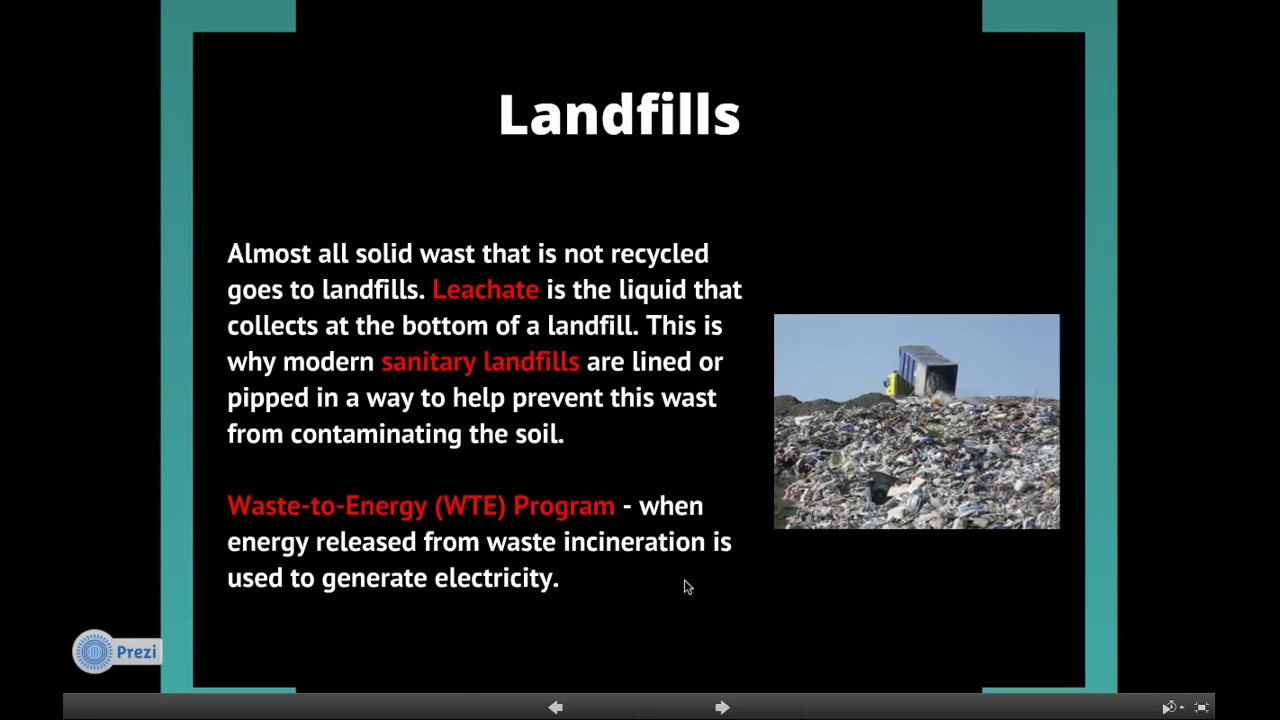 Landfills
Almost all solid wast that is not recycled
goes to landfills. Leachate is the liquid that
collects at the bottom of a landfill. This is
why modern sanitary landfills are lined or
pipped in a way to help prevent this wast
from contaminating the soil.
Waste-to-Energy (WTE) Program - when
energy released from waste incineration is
used to generate electricity.
Prezi